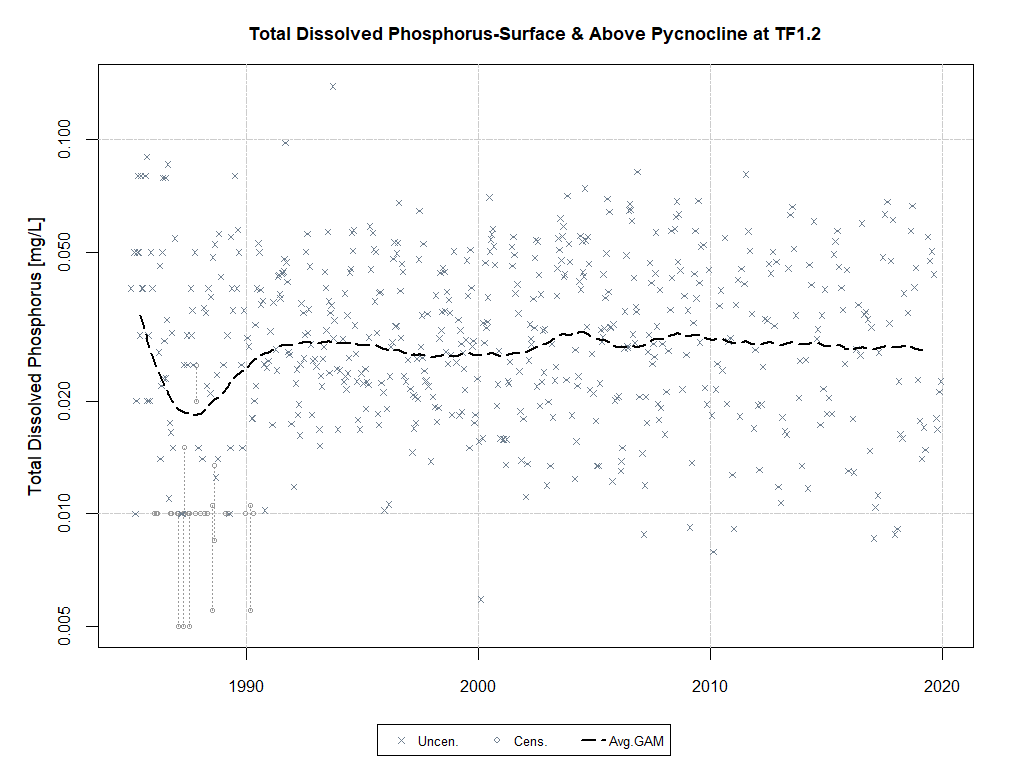 Total Dissolved Phosphorus-Surface & Above Pycnocline at TF1.2
Total Dissolved Phosphorus [mg/L]
0.100
0.050
0.020
0.010
0.005
1990 2000 2010 2020
Uncen. Cens. Avg.GAM